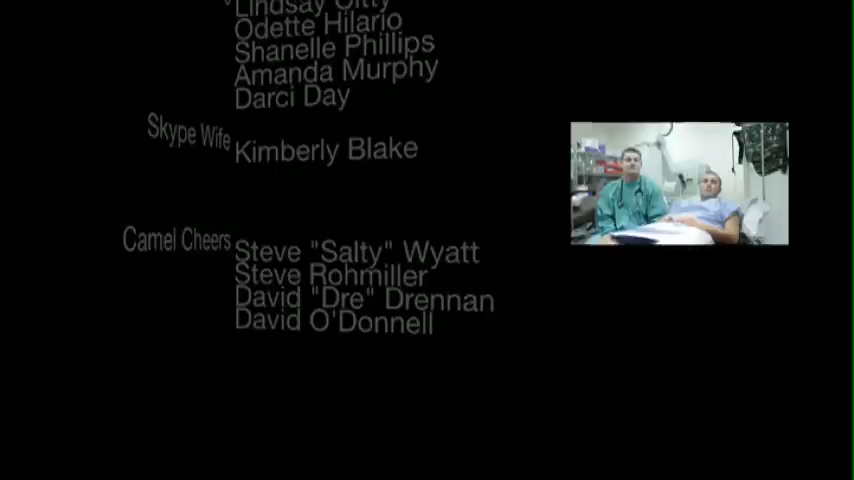 Lindsay
Odette Hilario
Shanelle Phillips
Amanda Murphy
Darci Day
Skype Wife Kimberly Blake
Camel Cheers Steve "Salty" Wyatt
Steve Rohmiller
David "Dre" Drennan
David O'Donnell